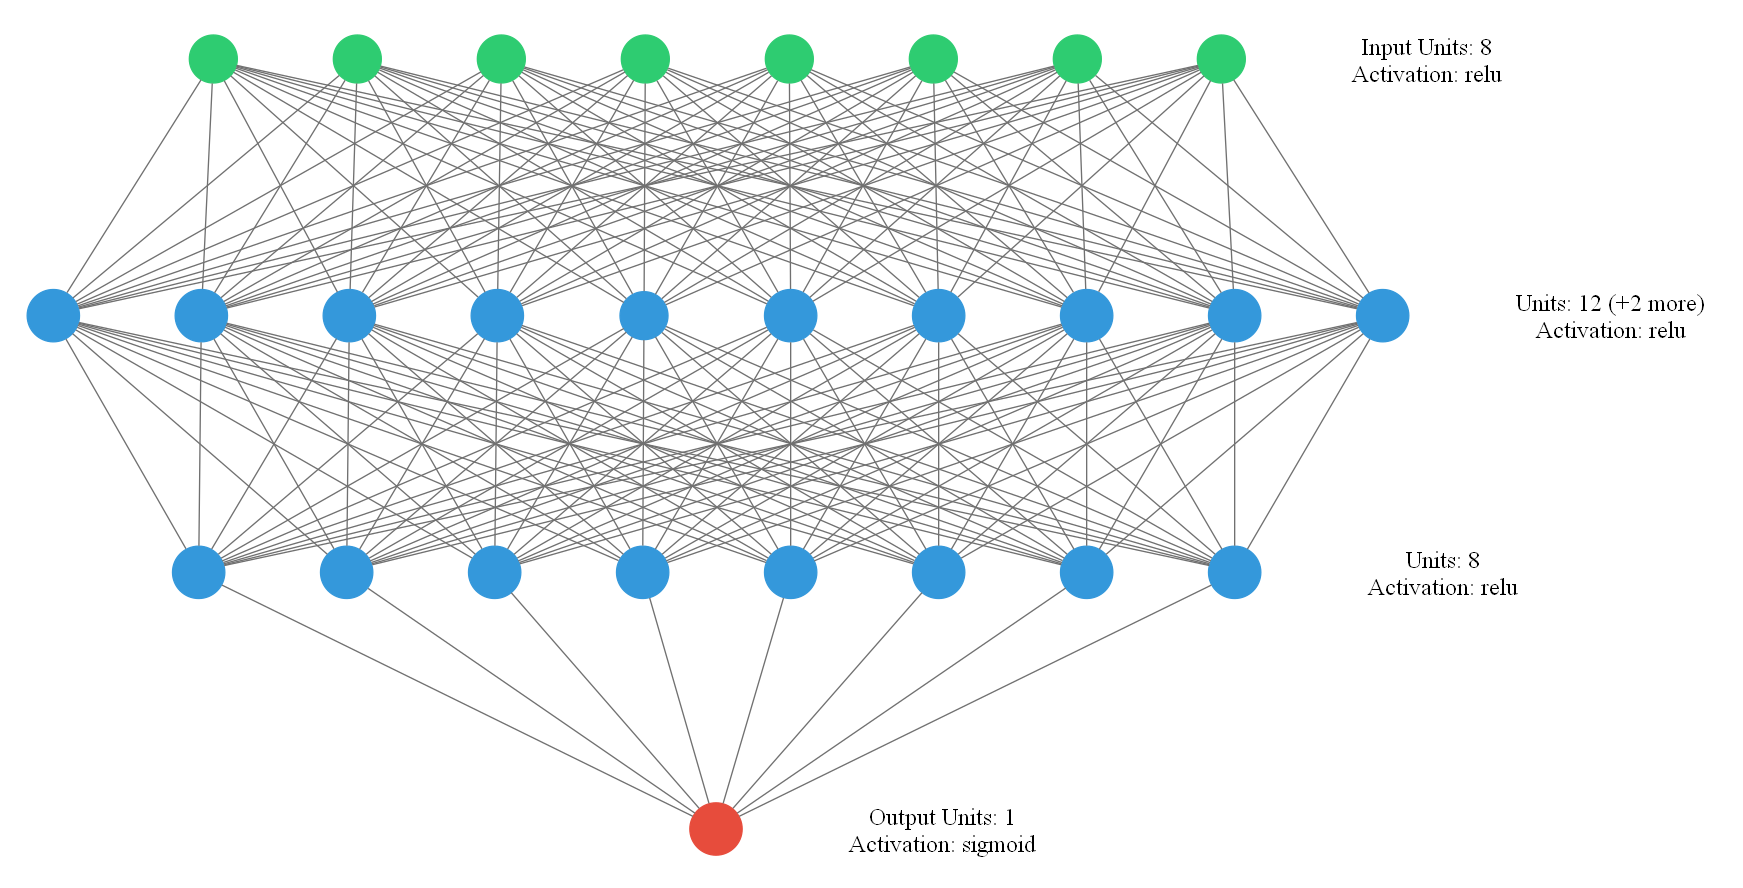 Input Units: 8
Activation: relu
Units: 12 (+2 more)
Activation: relu
Units: 8
Activation: relu
Output Units: 1
Activation: sigmoid